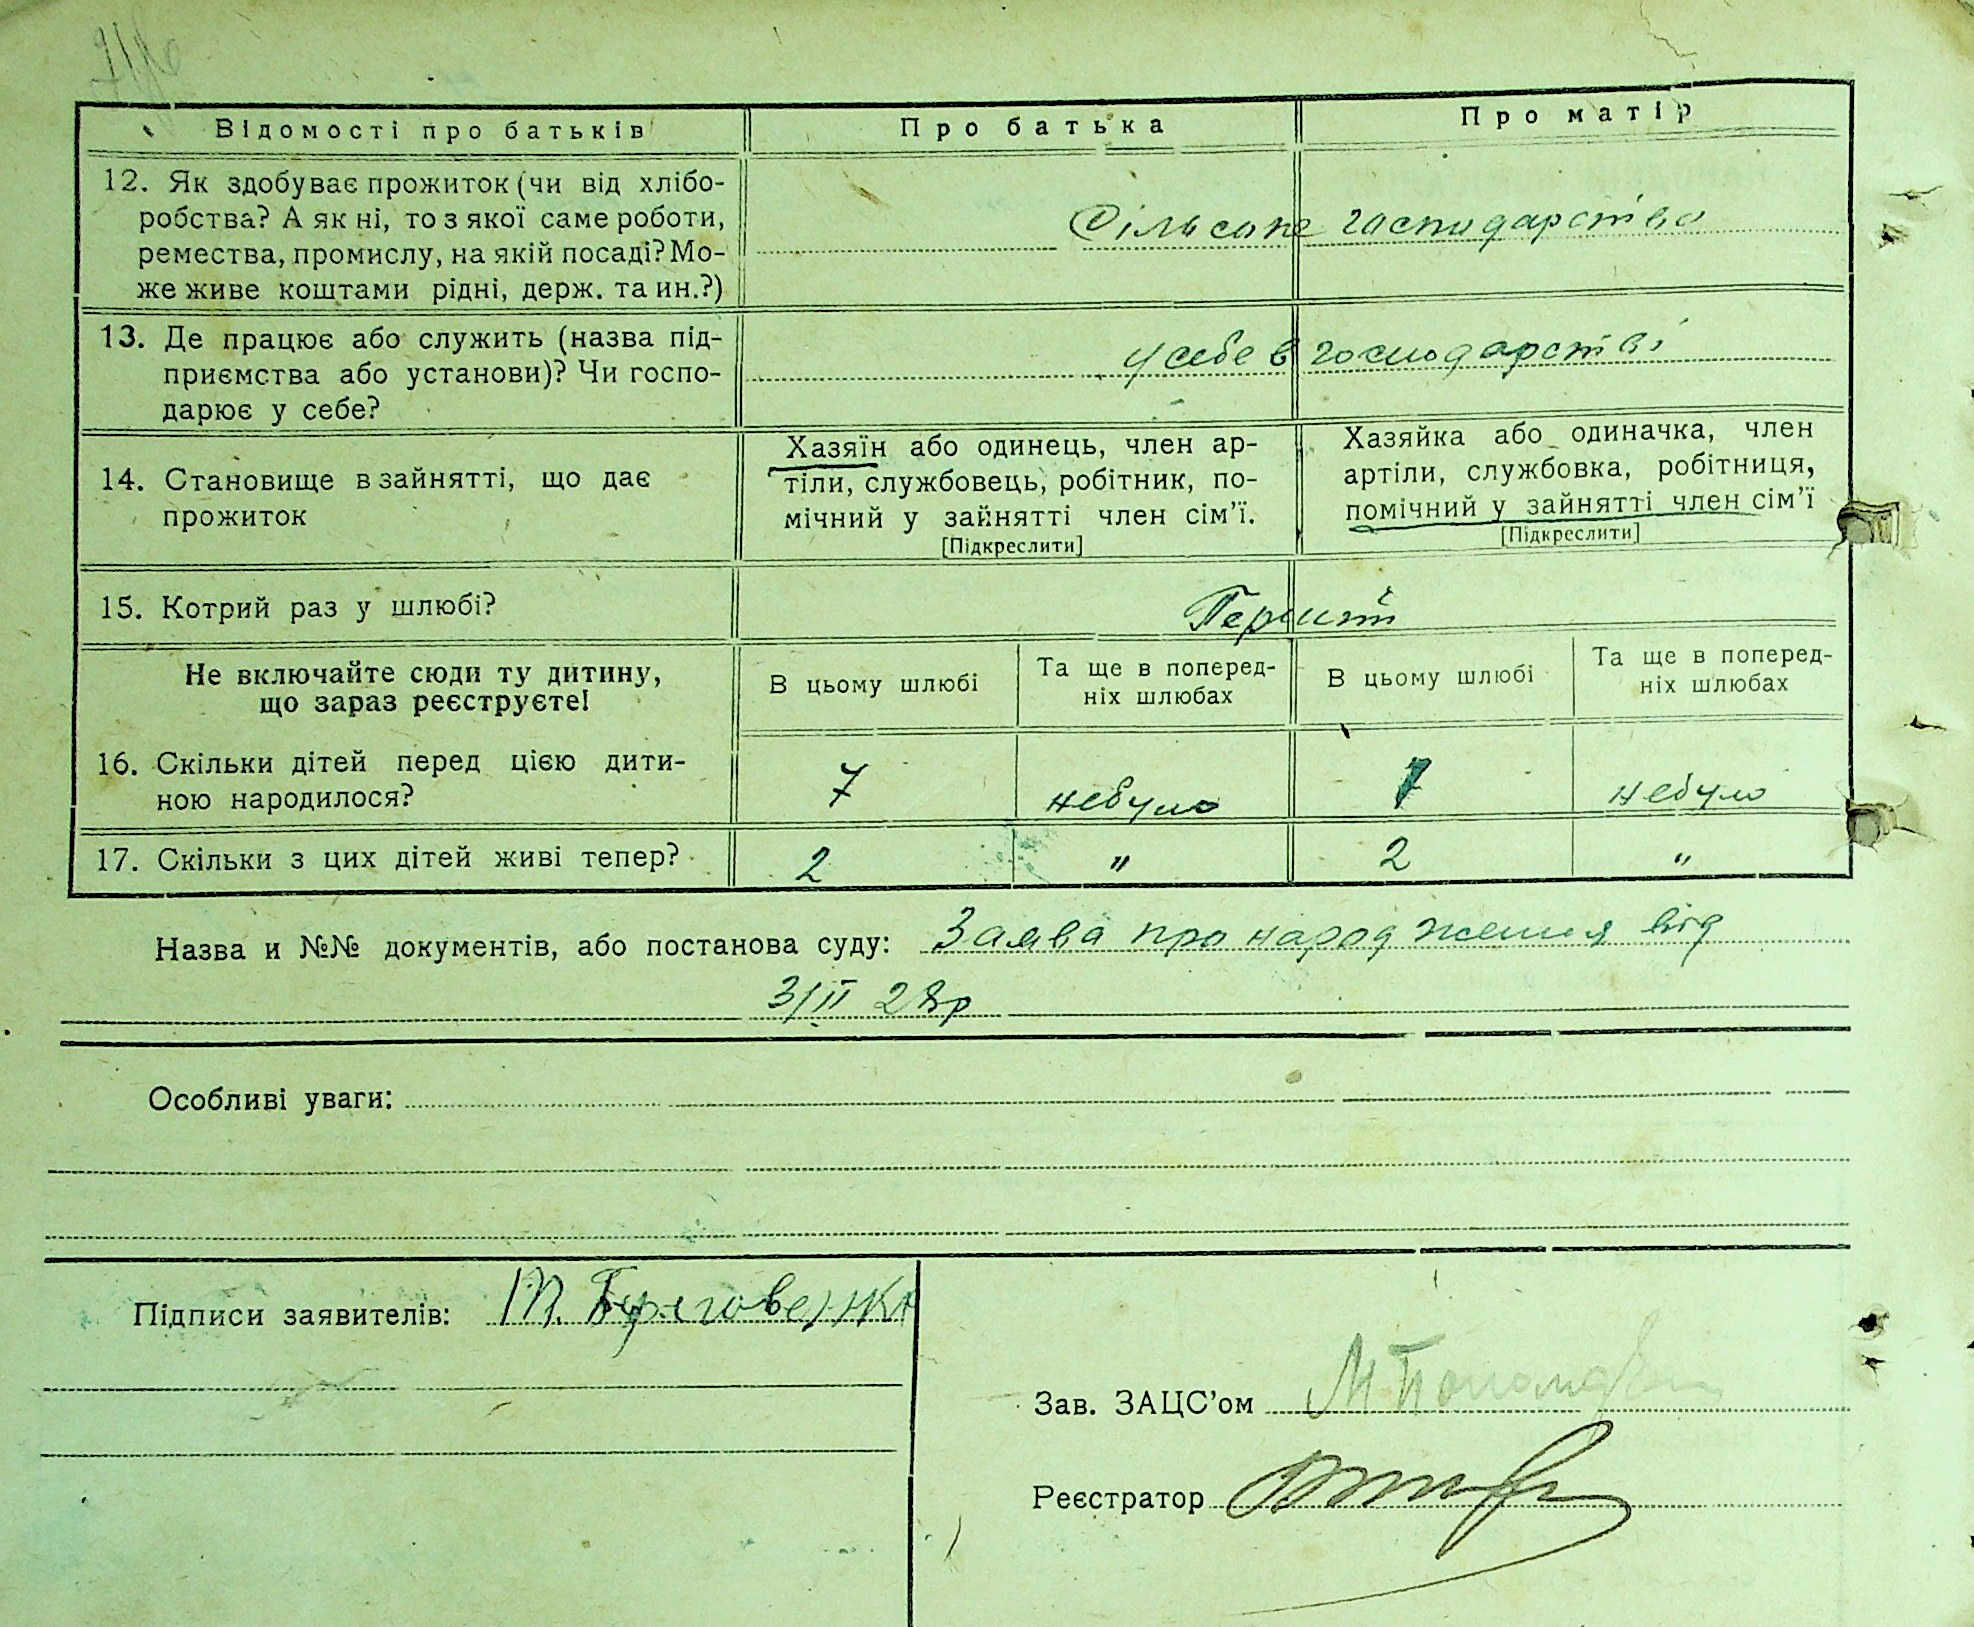 Відомості про батьків Про батька Про матір
12. Як здобуває прожиток (чи від хлібо-
робства? А як ні, то з якої саме роботи,
ремества, промислу, на якій посаді? Мо-
же живе коштами рідні, держ. та ин.?)
Сільське господарство
13. Де працює або служить (назва під-
приємства або установи)? Чи госпо-
дарює у себе?
у себе в господарстві
14. Становище в зайнятті, що дає
прожиток
Хазяїн або одинець, член ар-
тіли, службовець, робітник, по-
мічний у зайнятті член сім'ї.
[Підкреслити]
Хазяйка або одиначка, член
артіли, службовка, робітниця,
помічний у зайнятті член сім'ї
[Підкреслити]
15. Котрий раз у шлюбі?
Не включайте сюди ту дитину,
що зараз реєструєте!
В цьому шлюбі
Та ще в поперед-
ніх шлюбах
В цьому шлюбі
Та ще в поперед-
ніх шлюбах
16. Скільки дітей перед цією дити-
ною народилося?
7 небуло 7 небуло
17. Скільки з цих дітей живі тепер? 2 " 2 "
Назва и №№ документів, або постанова суду: Заява про народження від
3/II 28р
Особливі уваги:
Підписи заявителів:
Зав. ЗАЦС'ом
Реєстратор